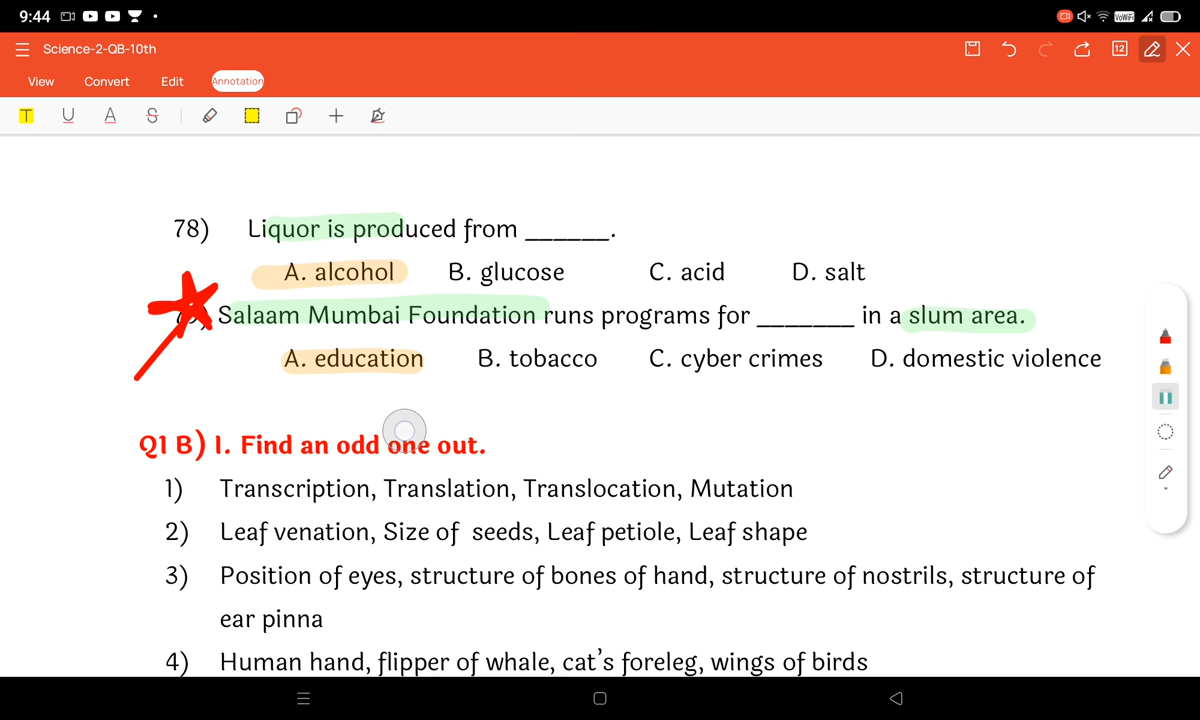 9:44
VoWiFi
Science-2-QB-10th
12
View Convert Edit Annotation
T U A S
78) Liquor is produced from ______.
A. alcohol B. glucose C. acid D. salt
Salaam Mumbai Foundation runs programs for _______ in a slum area.
A. education B. tobacco C. cyber crimes D. domestic violence
Q1 B) I. Find an odd one out.
1) Transcription, Translation, Translocation, Mutation
2) Leaf venation, Size of seeds, Leaf petiole, Leaf shape
3) Position of eyes, structure of bones of hand, structure of nostrils, structure of
ear pinna
4) Human hand, flipper of whale, cat's foreleg, wings of birds